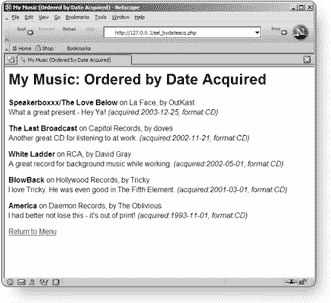 My Music (Ordered by Date Acquired) - Netscape
File Edit View Go Bookmarks Tools Window Help
Back Forward Reload Stop http://127.0.0.1/sel_bydateacq.php Print
Home Shop Bookmarks
My Music (Ordered by Date Acquired)
My Music: Ordered by Date Acquired
Speakerboxxx/The Love Below on La Face, by OutKast
What a great present - Hey Ya! (acquired:2003-12-25, format:CD)
The Last Broadcast on Capitol Records, by doves
Another great CD for listening to at work. (acquired:2002-11-21, format:CD)
White Ladder on RCA, by David Gray
A great record for background music while working. (acquired:2002-05-01, format:CD)
BlowBack on Hollywood Records, by Tricky
I love Tricky. He was even good in The Fifth Element. (acquired:2001-03-01, format:CD)
America on Daemon Records, by The Oblivious
I had better not lose this - it's out of print! (acquired:1993-11-01, format:CD)
Return to Menu